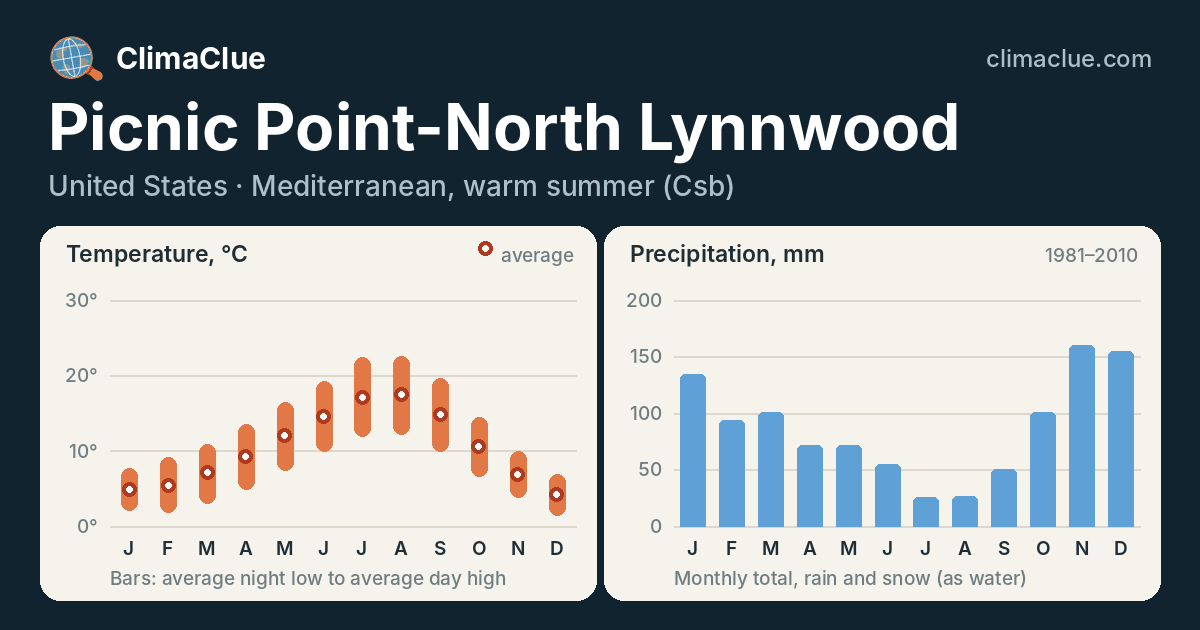 ClimaClue
climaclue.com
Picnic Point-North Lynnwood
United States · Mediterranean, warm summer (Csb)
Temperature, °C
average
30°
20°
10°
0°
J F M A M J J A S O N D
Bars: average night low to average day high
Precipitation, mm
1981–2010
200
150
100
50
0
J F M A M J J A S O N D
Monthly total, rain and snow (as water)